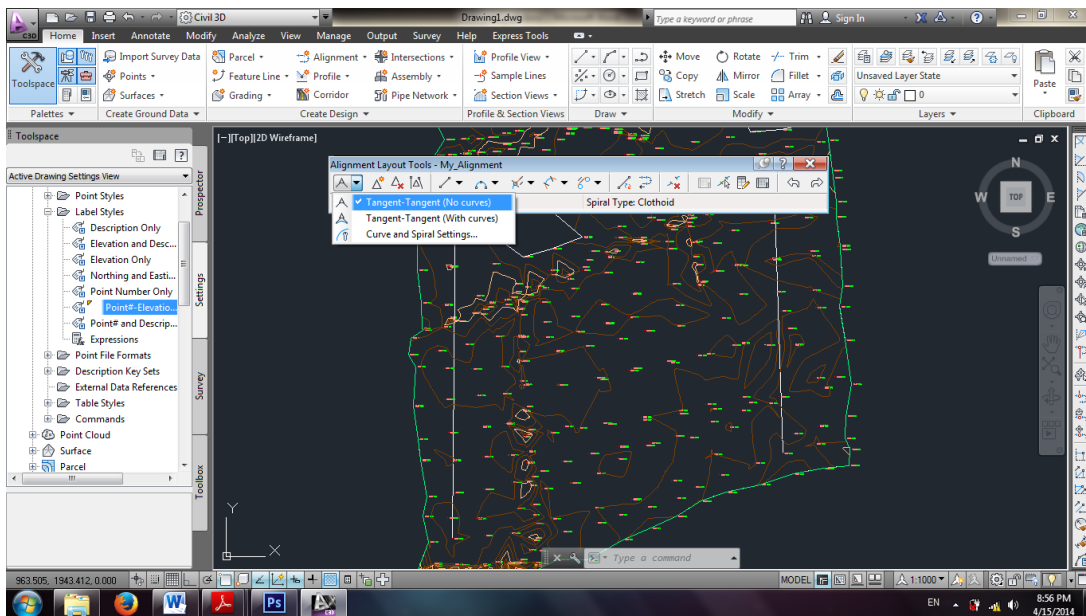 Civil 3D
Drawing1.dwg
Type a keyword or phrase
Sign In
C3D
Home Insert Annotate Modify Analyze View Manage Output Survey Help Express Tools
Toolspace
Import Survey Data
Points
Surfaces
Parcel
Feature Line
Grading
Alignment
Profile
Corridor
Intersections
Assembly
Pipe Network
Profile View
Sample Lines
Section Views
Move
Copy
Stretch
Rotate
Mirror
Scale
Trim
Fillet
Array
Unsaved Layer State
0
Paste
Palettes
Create Ground Data
Create Design
Profile & Section Views
Draw
Modify
Layers
Clipboard
Toolspace
Active Drawing Settings View
Point Styles
Label Styles
Description Only
Elevation and Desc...
Elevation Only
Northing and Easti...
Point Number Only
Point#-Elevatio...
Point# and Descrip...
Expressions
Point File Formats
Description Key Sets
External Data References
Table Styles
Commands
Point Cloud
Surface
Parcel
Prospector
Settings
Survey
Toolbox
[−][Top][2D Wireframe]
Alignment Layout Tools - My_Alignment
Tangent-Tangent (No curves)
Tangent-Tangent (With curves)
Curve and Spiral Settings...
Spiral Type: Clothoid
N
W TOP E
S
Unnamed
Y
X
Type a command
963.505, 1943.412, 0.000
MODEL
1:1000
EN
8:56 PM
4/15/2014
W
Ps
C3D